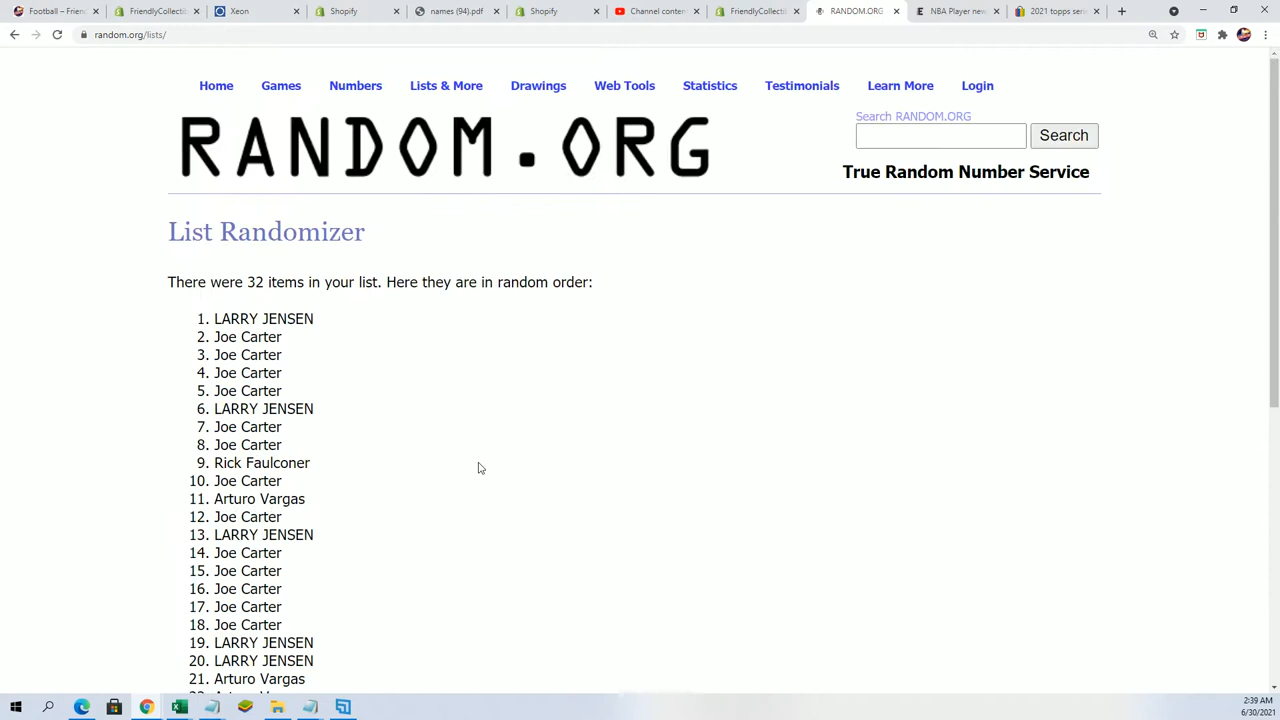 Football – Frien
FriendlyCollectib
Xeon
Shopify
names (94).pdf
Shopify
Channel conten
FriendlyCollecti
RANDOM.ORG
NBA Player new
2021 topps seri
random.org/lists/
Home Games Numbers Lists & More Drawings Web Tools Statistics Testimonials Learn More Login
RANDOM.ORG
Search RANDOM.ORG
Search
True Random Number Service
List Randomizer
There were 32 items in your list. Here they are in random order:
1. LARRY JENSEN
2. Joe Carter
3. Joe Carter
4. Joe Carter
5. Joe Carter
6. LARRY JENSEN
7. Joe Carter
8. Joe Carter
9. Rick Faulconer
10. Joe Carter
11. Arturo Vargas
12. Joe Carter
13. LARRY JENSEN
14. Joe Carter
15. Joe Carter
16. Joe Carter
17. Joe Carter
18. Joe Carter
19. LARRY JENSEN
20. LARRY JENSEN
21. Arturo Vargas
2:39 AM
6/30/2021